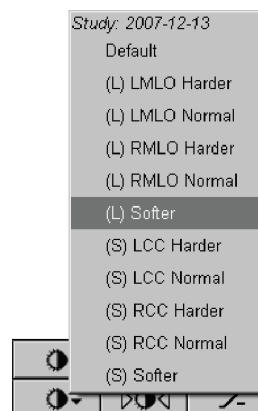 Study: 2007-12-13
Default
(L) LMLO Harder
(L) LMLO Normal
(L) RMLO Harder
(L) RMLO Normal
(L) Softer
(S) LCC Harder
(S) LCC Normal
(S) RCC Harder
(S) RCC Normal
(S) Softer